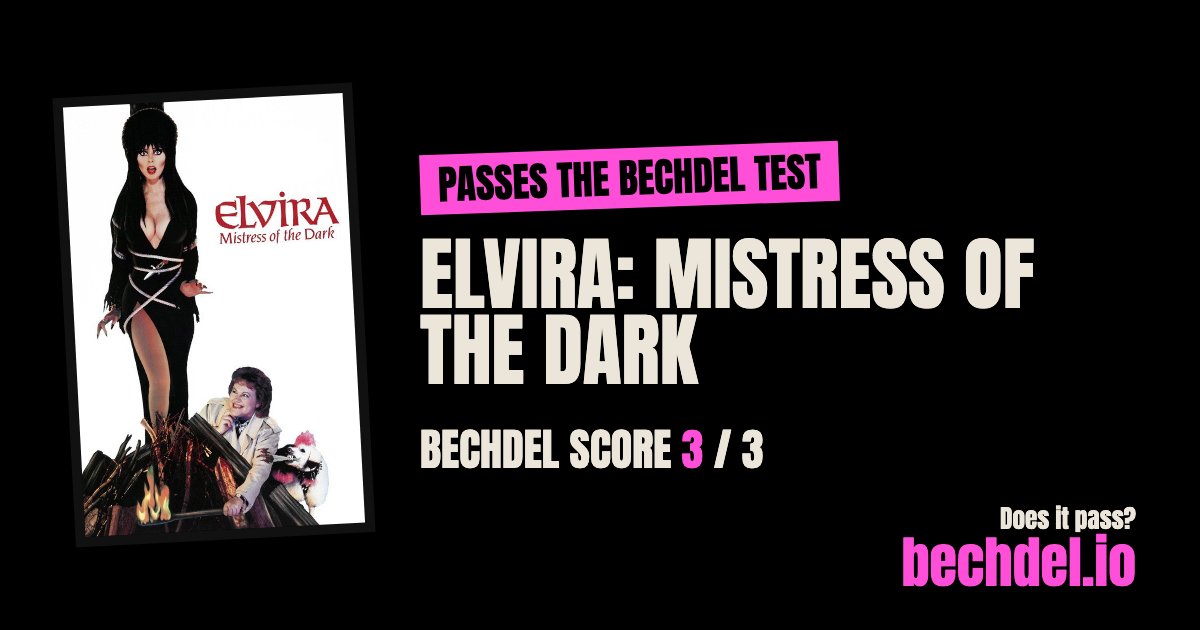 ELVIRA
Mistress of the Dark
PASSES THE BECHDEL TEST
ELVIRA: MISTRESS OF
THE DARK
BECHDEL SCORE 3 / 3
Does it pass?
bechdel.io